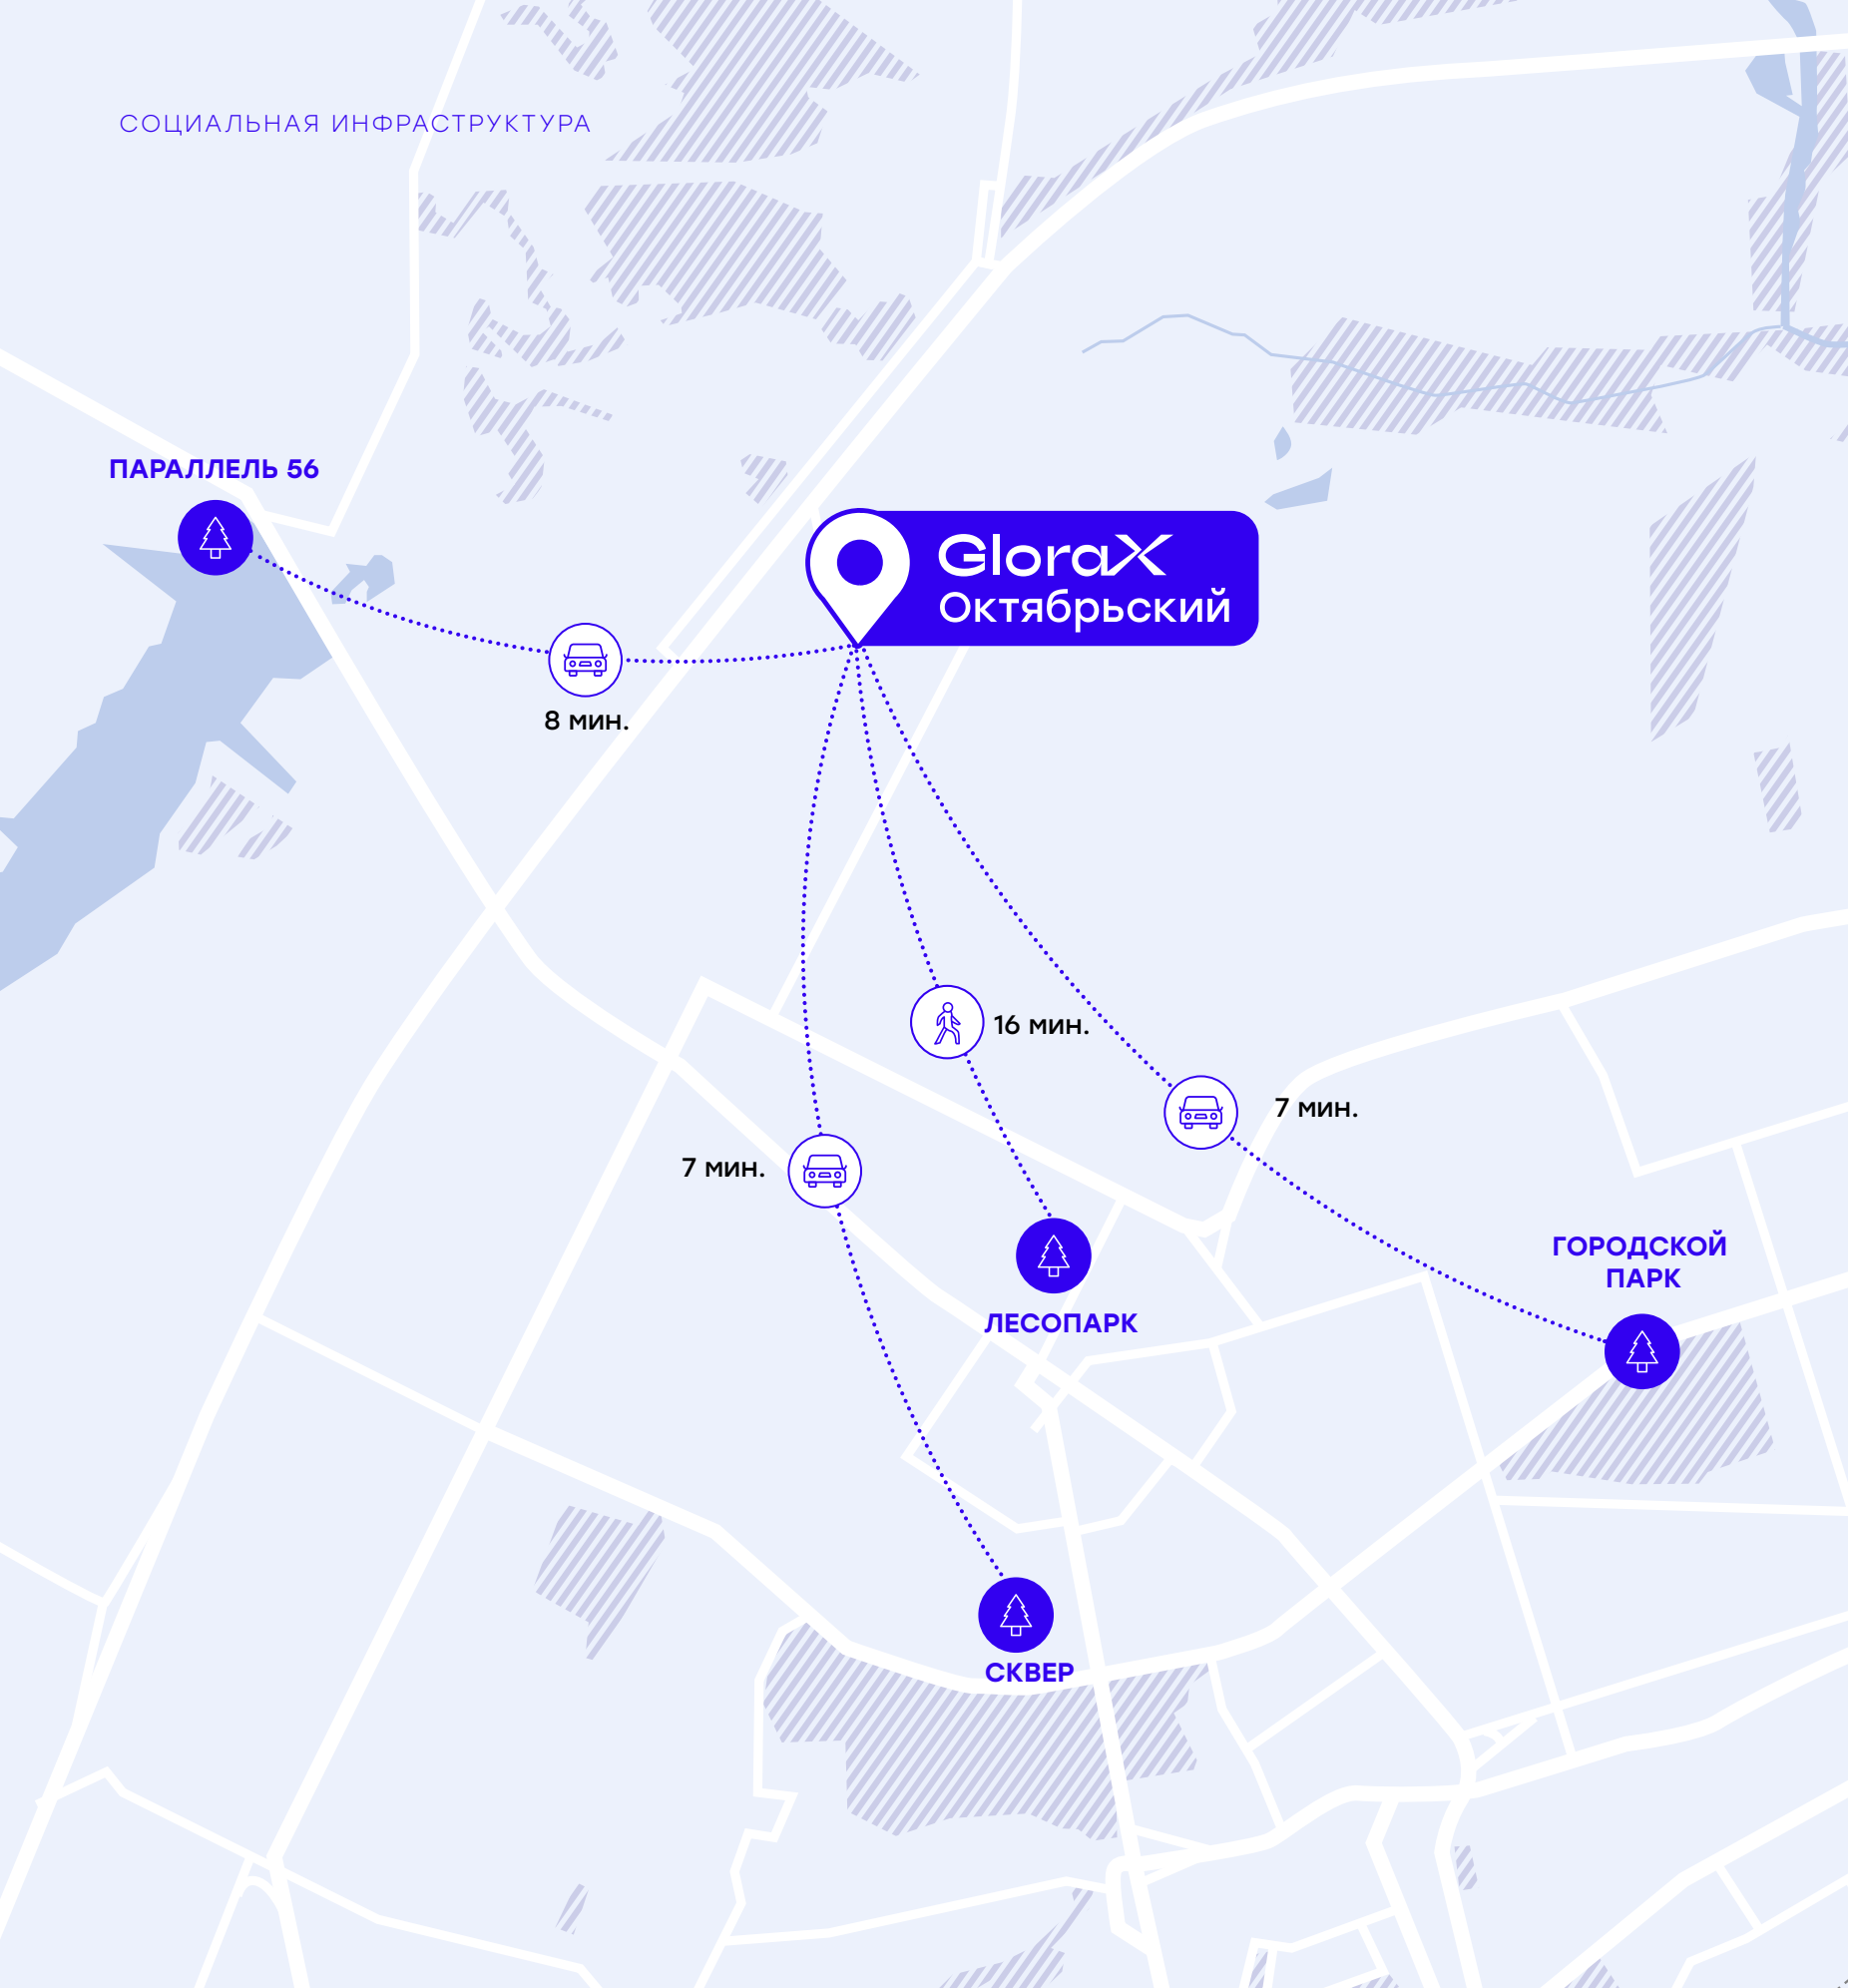 СОЦИАЛЬНАЯ ИНФРАСТРУКТУРА
ПАРАЛЛЕЛЬ 56
GloraX
Октябрьский
8 мин.
16 мин.
7 мин.
7 мин.
ГОРОДСКОЙ
ПАРК
ЛЕСОПАРК
СКВЕР